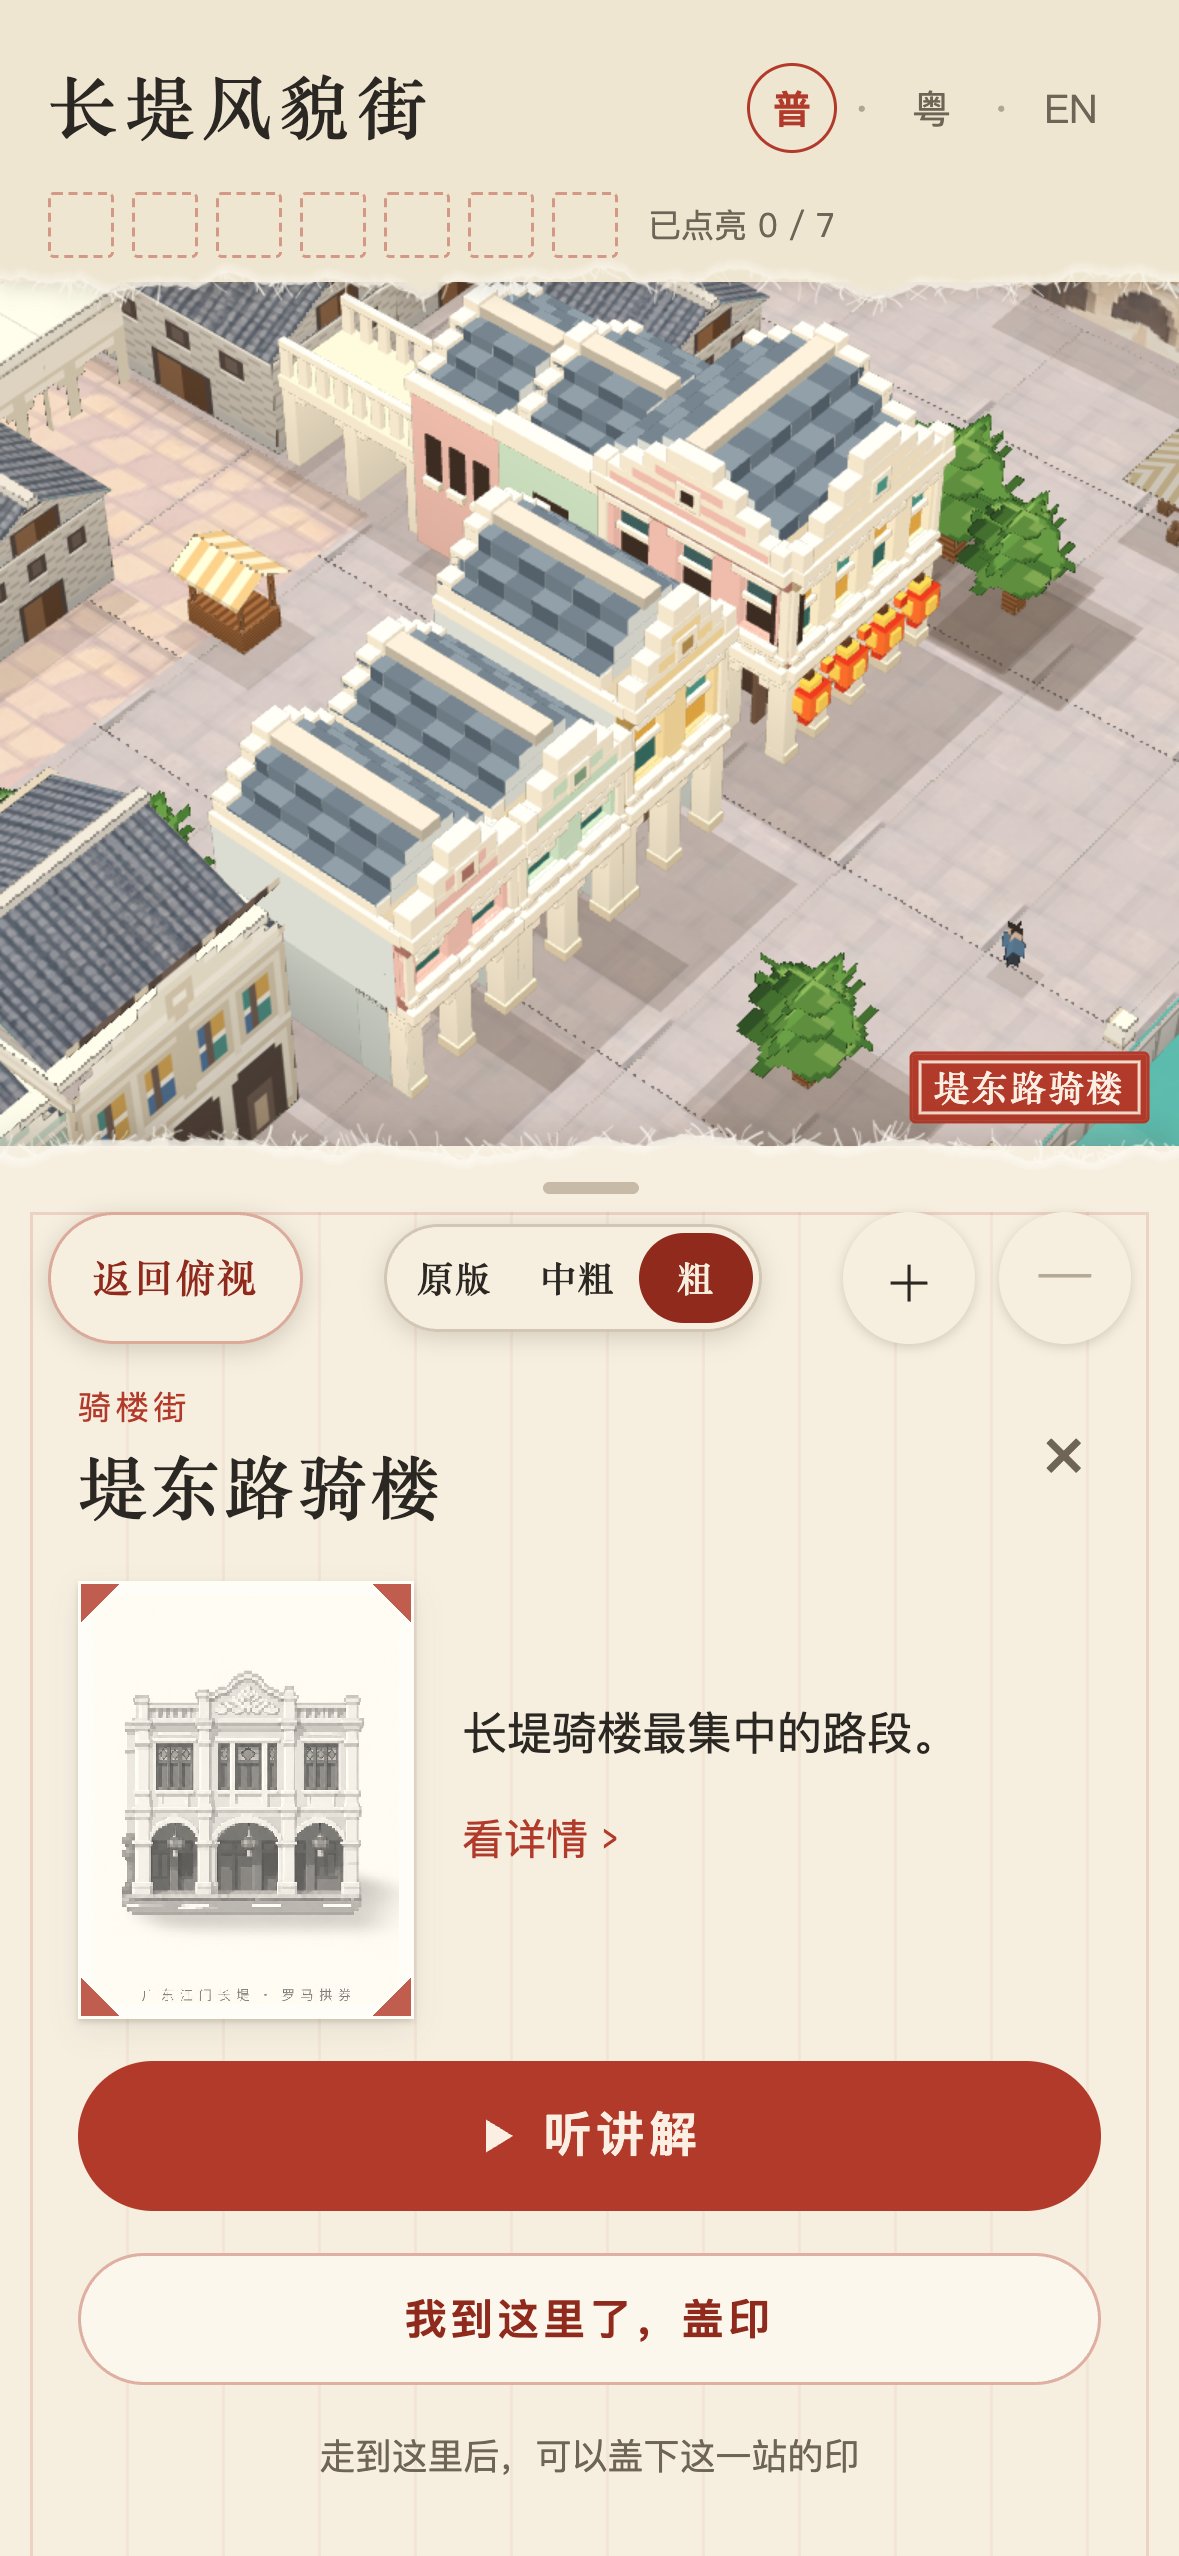 长堤风貌街
普 · 粤 · EN
已点亮 0 / 7
堤东路骑楼
返回俯视
原版 中粗 粗
骑楼街
堤东路骑楼
长堤骑楼最集中的路段。
看详情 >
广东江门长堤 · 罗马拱券
▶ 听讲解
我到这里了，盖印
走到这里后，可以盖下这一站的印